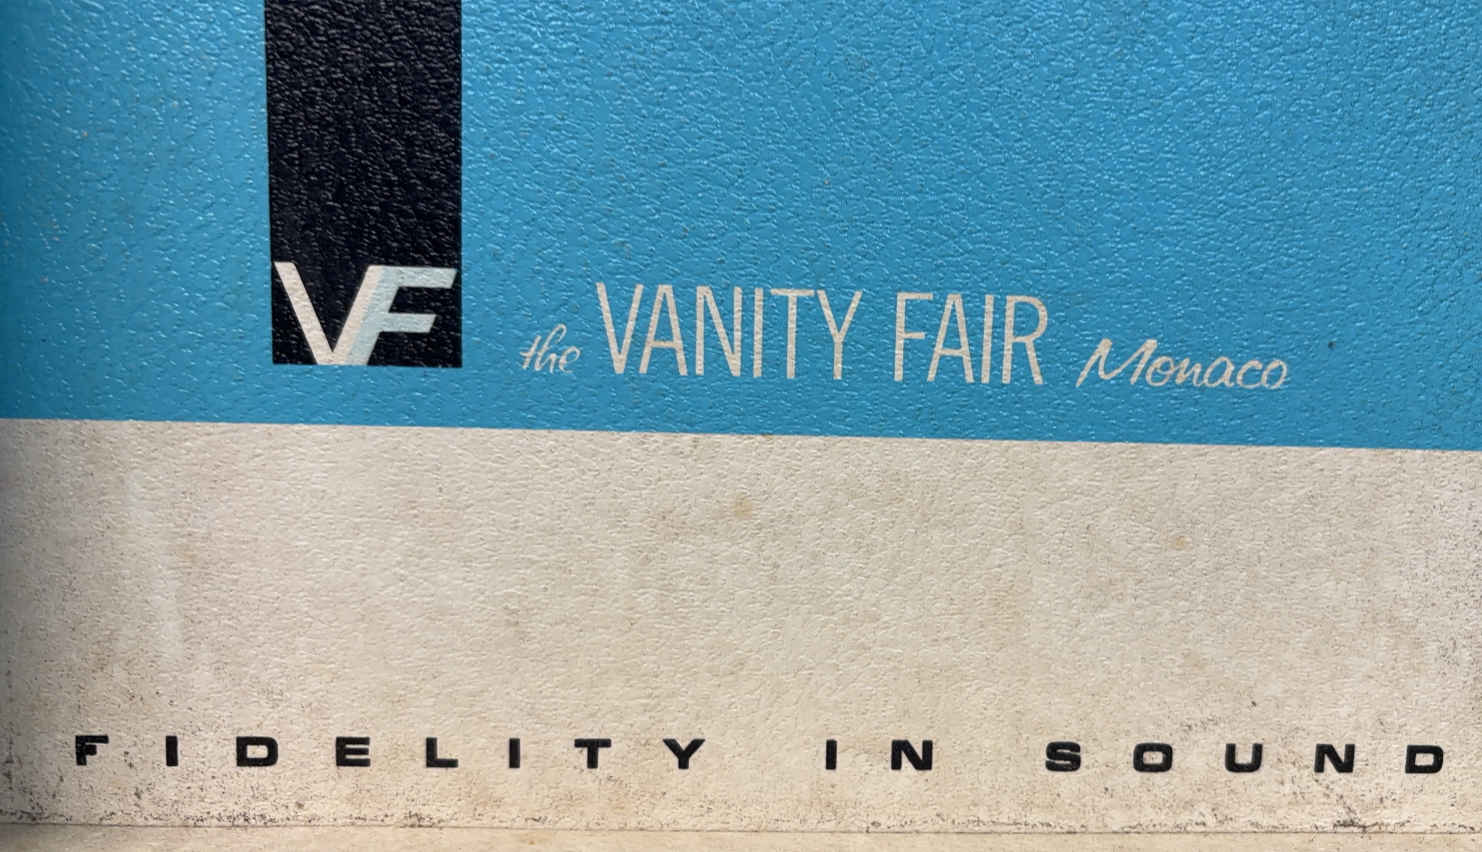 VF
the VANITY FAIR Monaco
FIDELITY IN SOUND